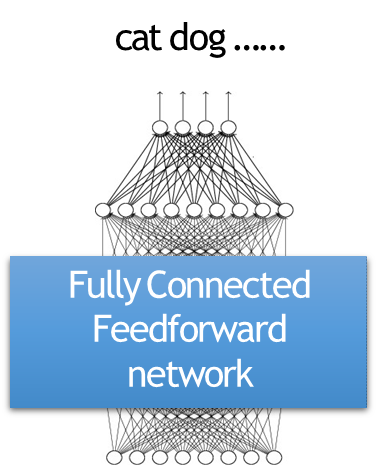 cat dog ……
Fully Connected
Feedforward
network